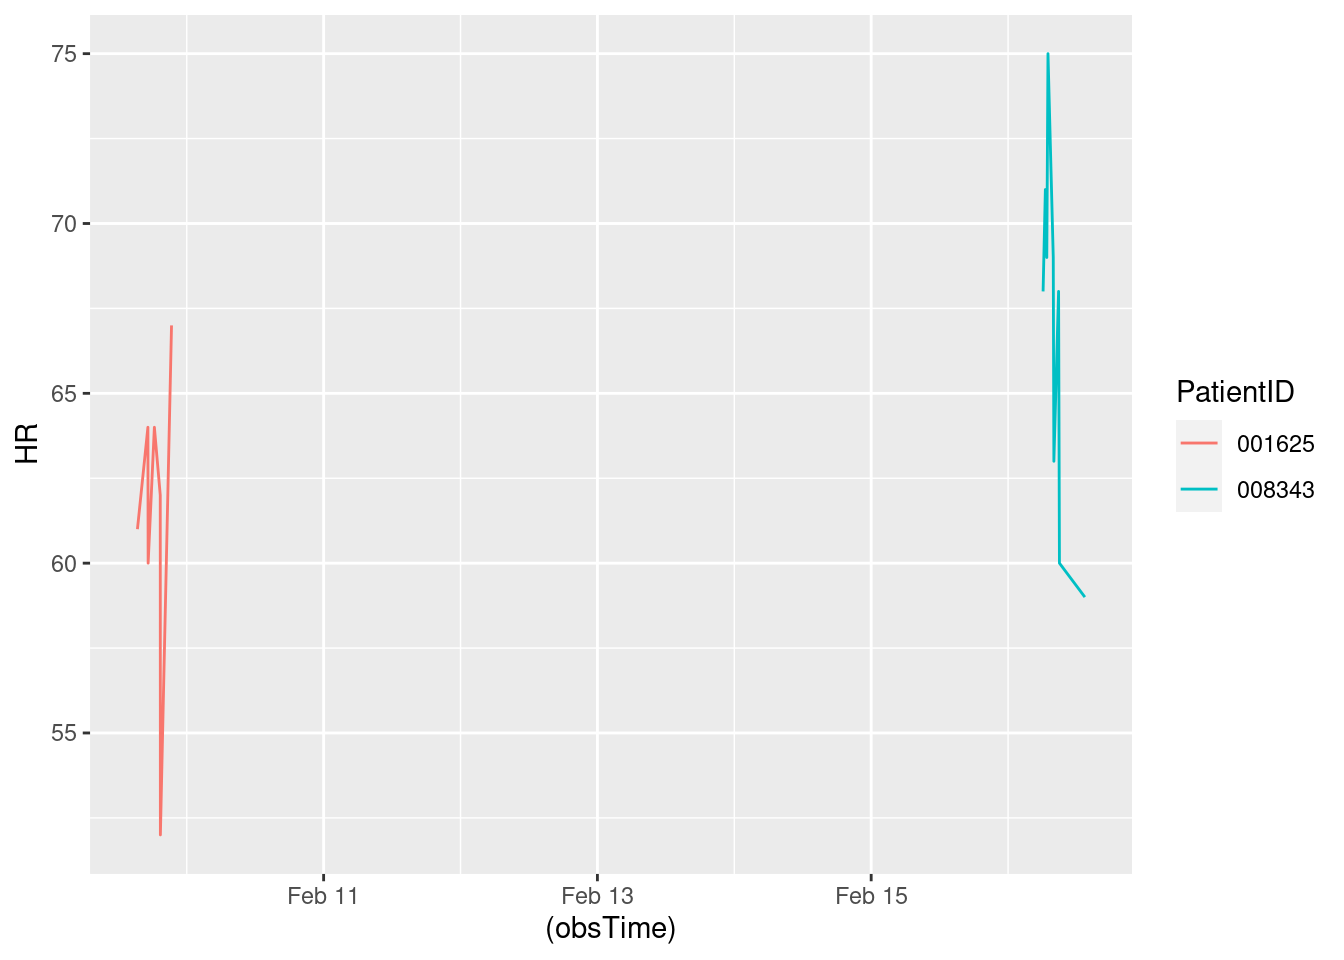 75
70
65
60
55
HR
Feb 11
Feb 13
Feb 15
(obsTime)
PatientID
001625
008343